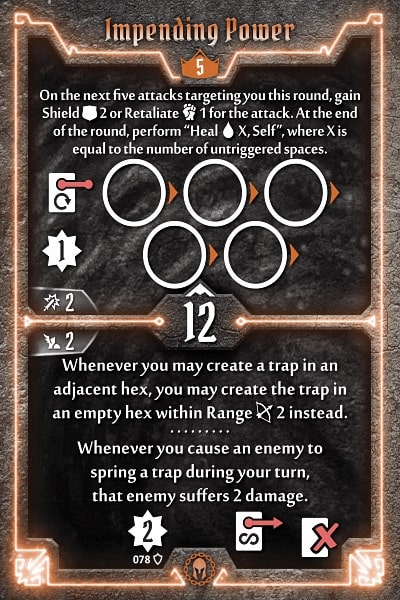 Impending Power
5
On the next five attacks targeting you this round, gain
Shield 2 or Retaliate 1 for the attack. At the end
of the round, perform “Heal X, Self”, where X is
equal to the number of untriggered spaces.
1
2
12
2
Whenever you may create a trap in an
adjacent hex, you may create the trap in
an empty hex within Range 2 instead.
Whenever you cause an enemy to
spring a trap during your turn,
that enemy suffers 2 damage.
2
S
078